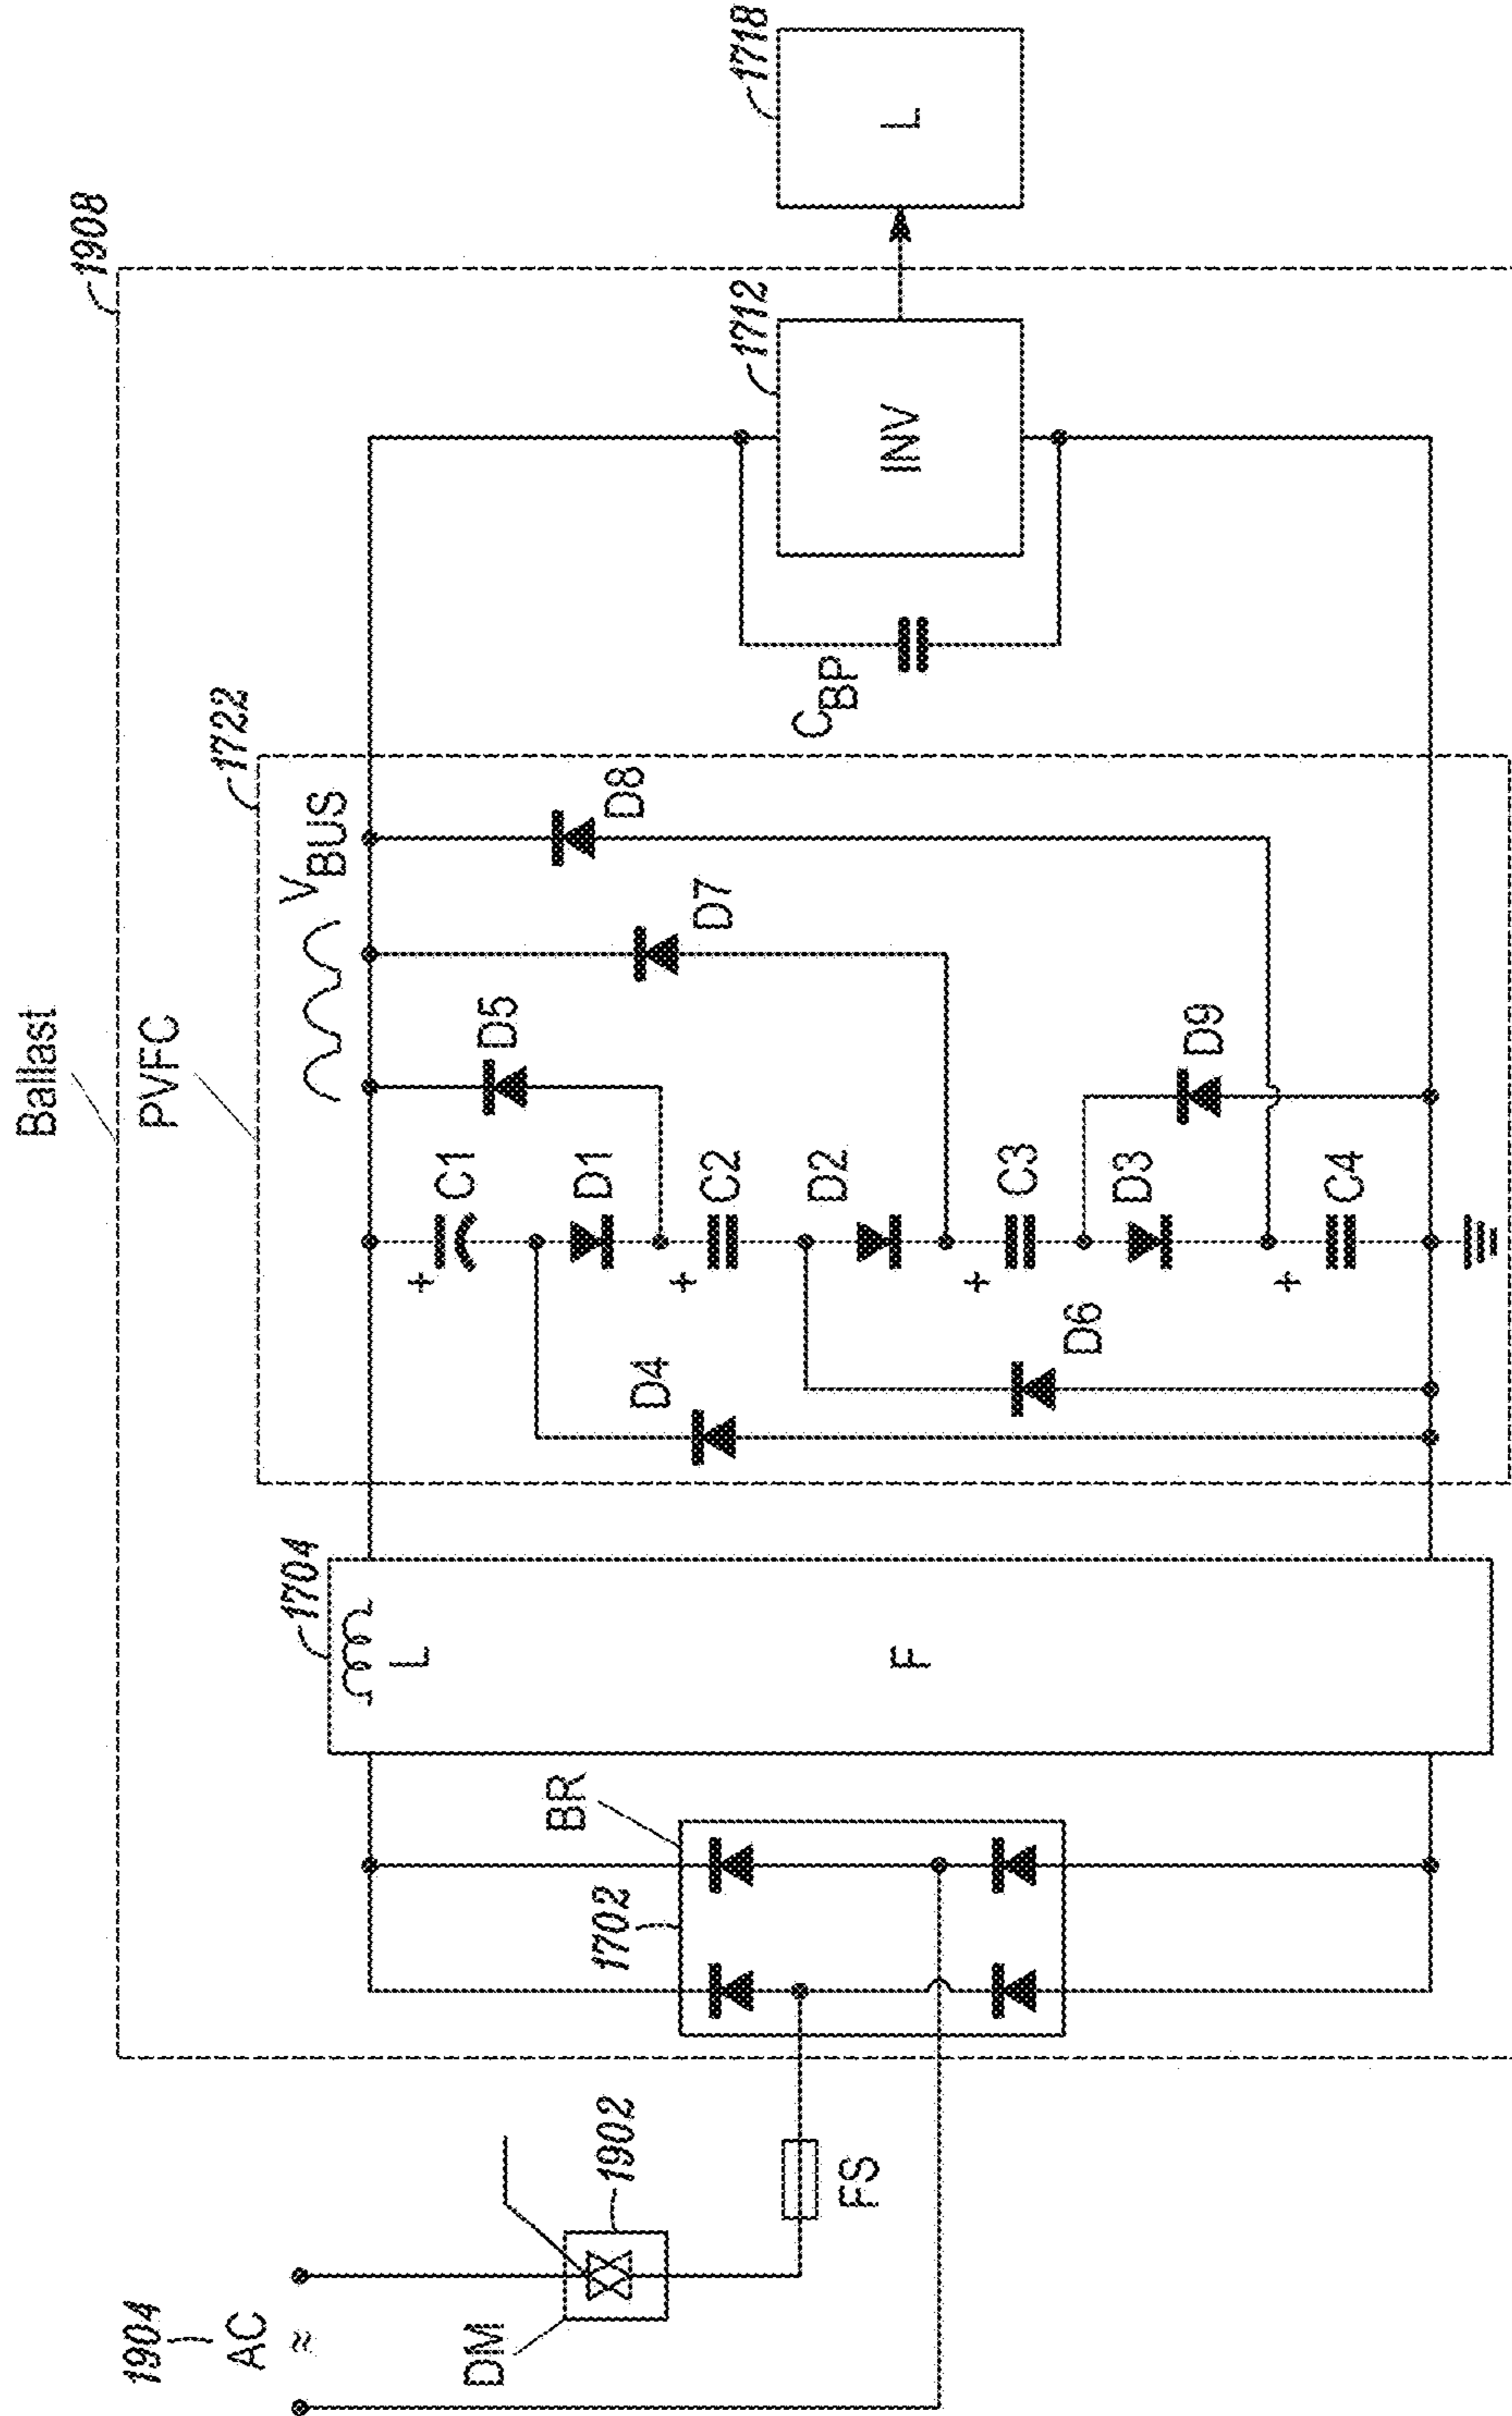 Ballast
1908
PVFC
1722
1904
AC
≈
DM
1902
FS
1702
BR
1704
L
F
V BUS
D4
D6
+
C1
D1
+
C2
D2
+
C3
D3
+
C4
D5
D9
D7
D8
C BP
1712
INV
1718
L